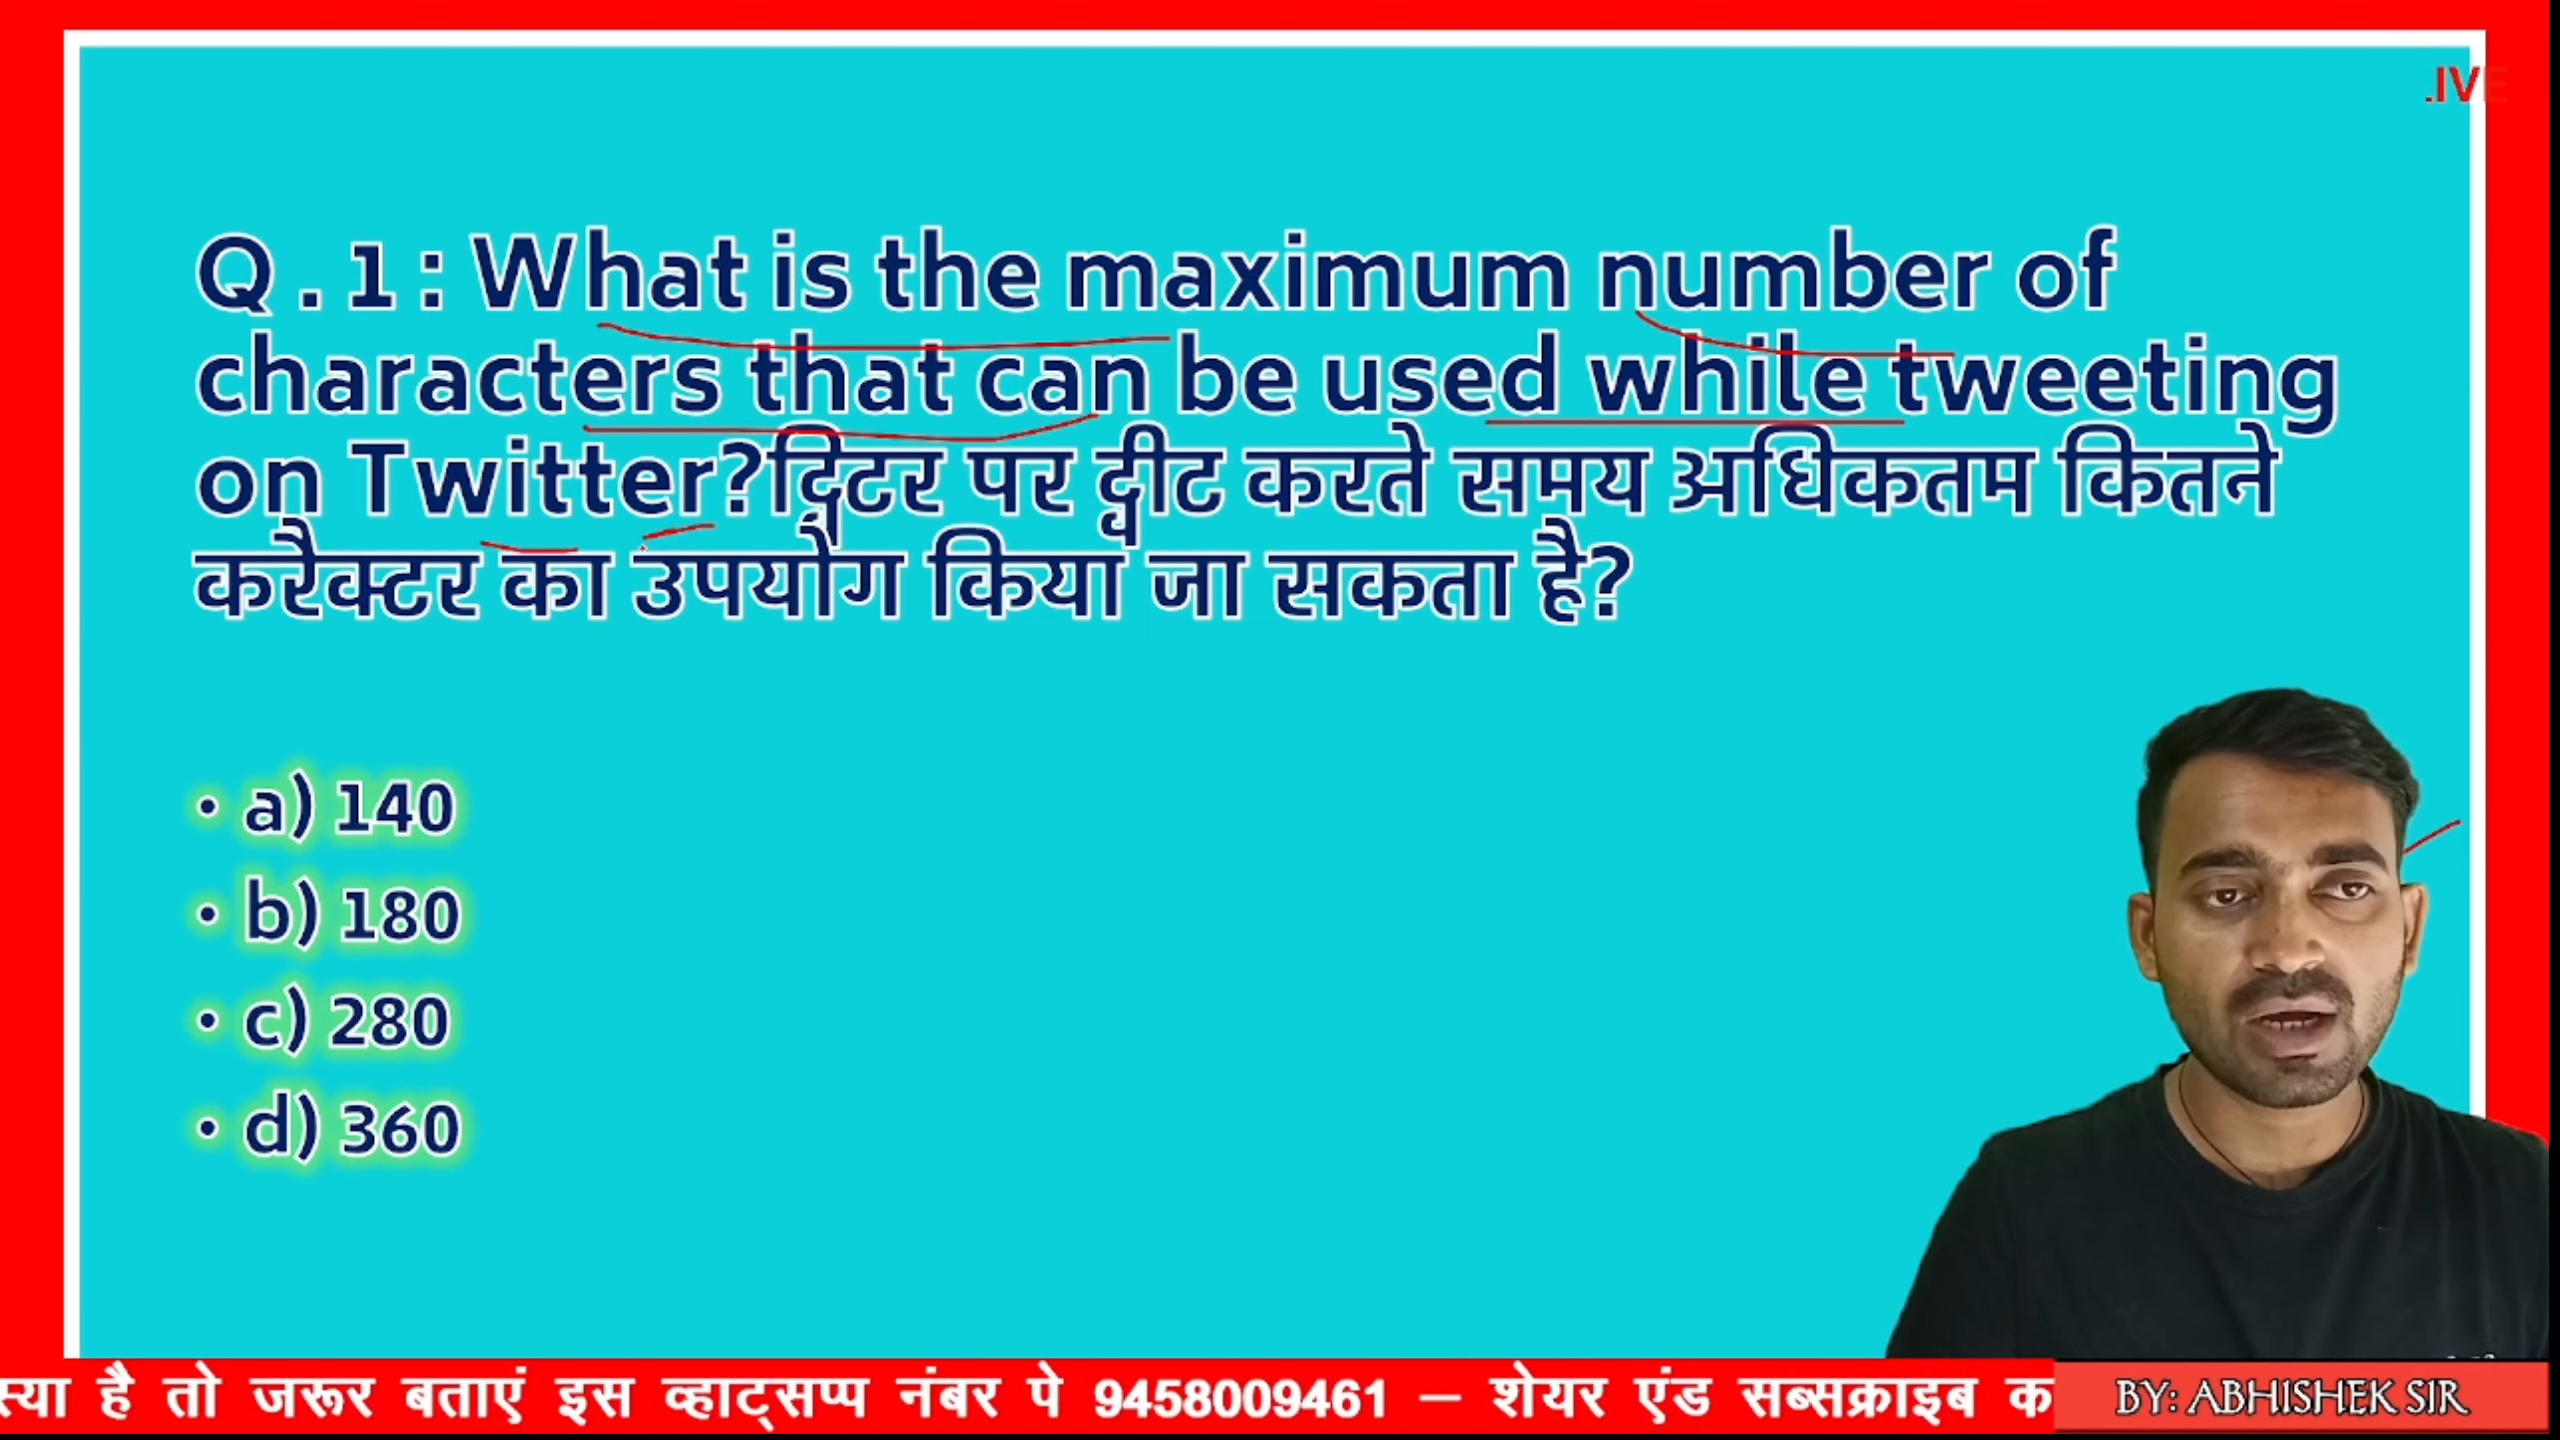 .IVE
Q . 1 : What is the maximum number of
characters that can be used while tweeting
on Twitter?ट्विटर पर ट्वीट करते समय अधिकतम कितने
करैक्टर का उपयोग किया जा सकता है?
• a) 140
• b) 180
• c) 280
• d) 360
स्या है तो जरूर बताएं इस व्हाट्सप्प नंबर पे 9458009461 – शेयर एंड सब्सक्राइब क
BY: ABHISHEK SIR